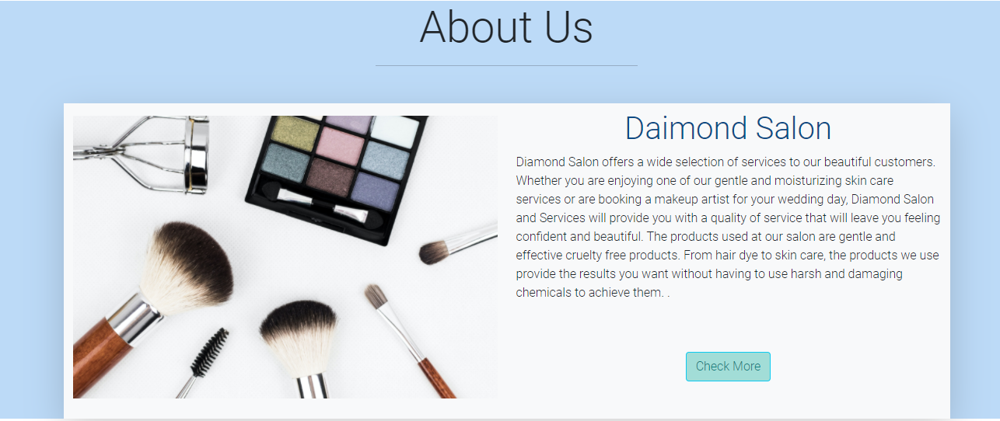 About Us
Daimond Salon
Diamond Salon offers a wide selection of services to our beautiful customers.
Whether you are enjoying one of our gentle and moisturizing skin care
services or are booking a makeup artist for your wedding day, Diamond Salon
and Services will provide you with a quality of service that will leave you feeling
confident and beautiful. The products used at our salon are gentle and
effective cruelty free products. From hair dye to skin care, the products we use
provide the results you want without having to use harsh and damaging
chemicals to achieve them. .
Check More